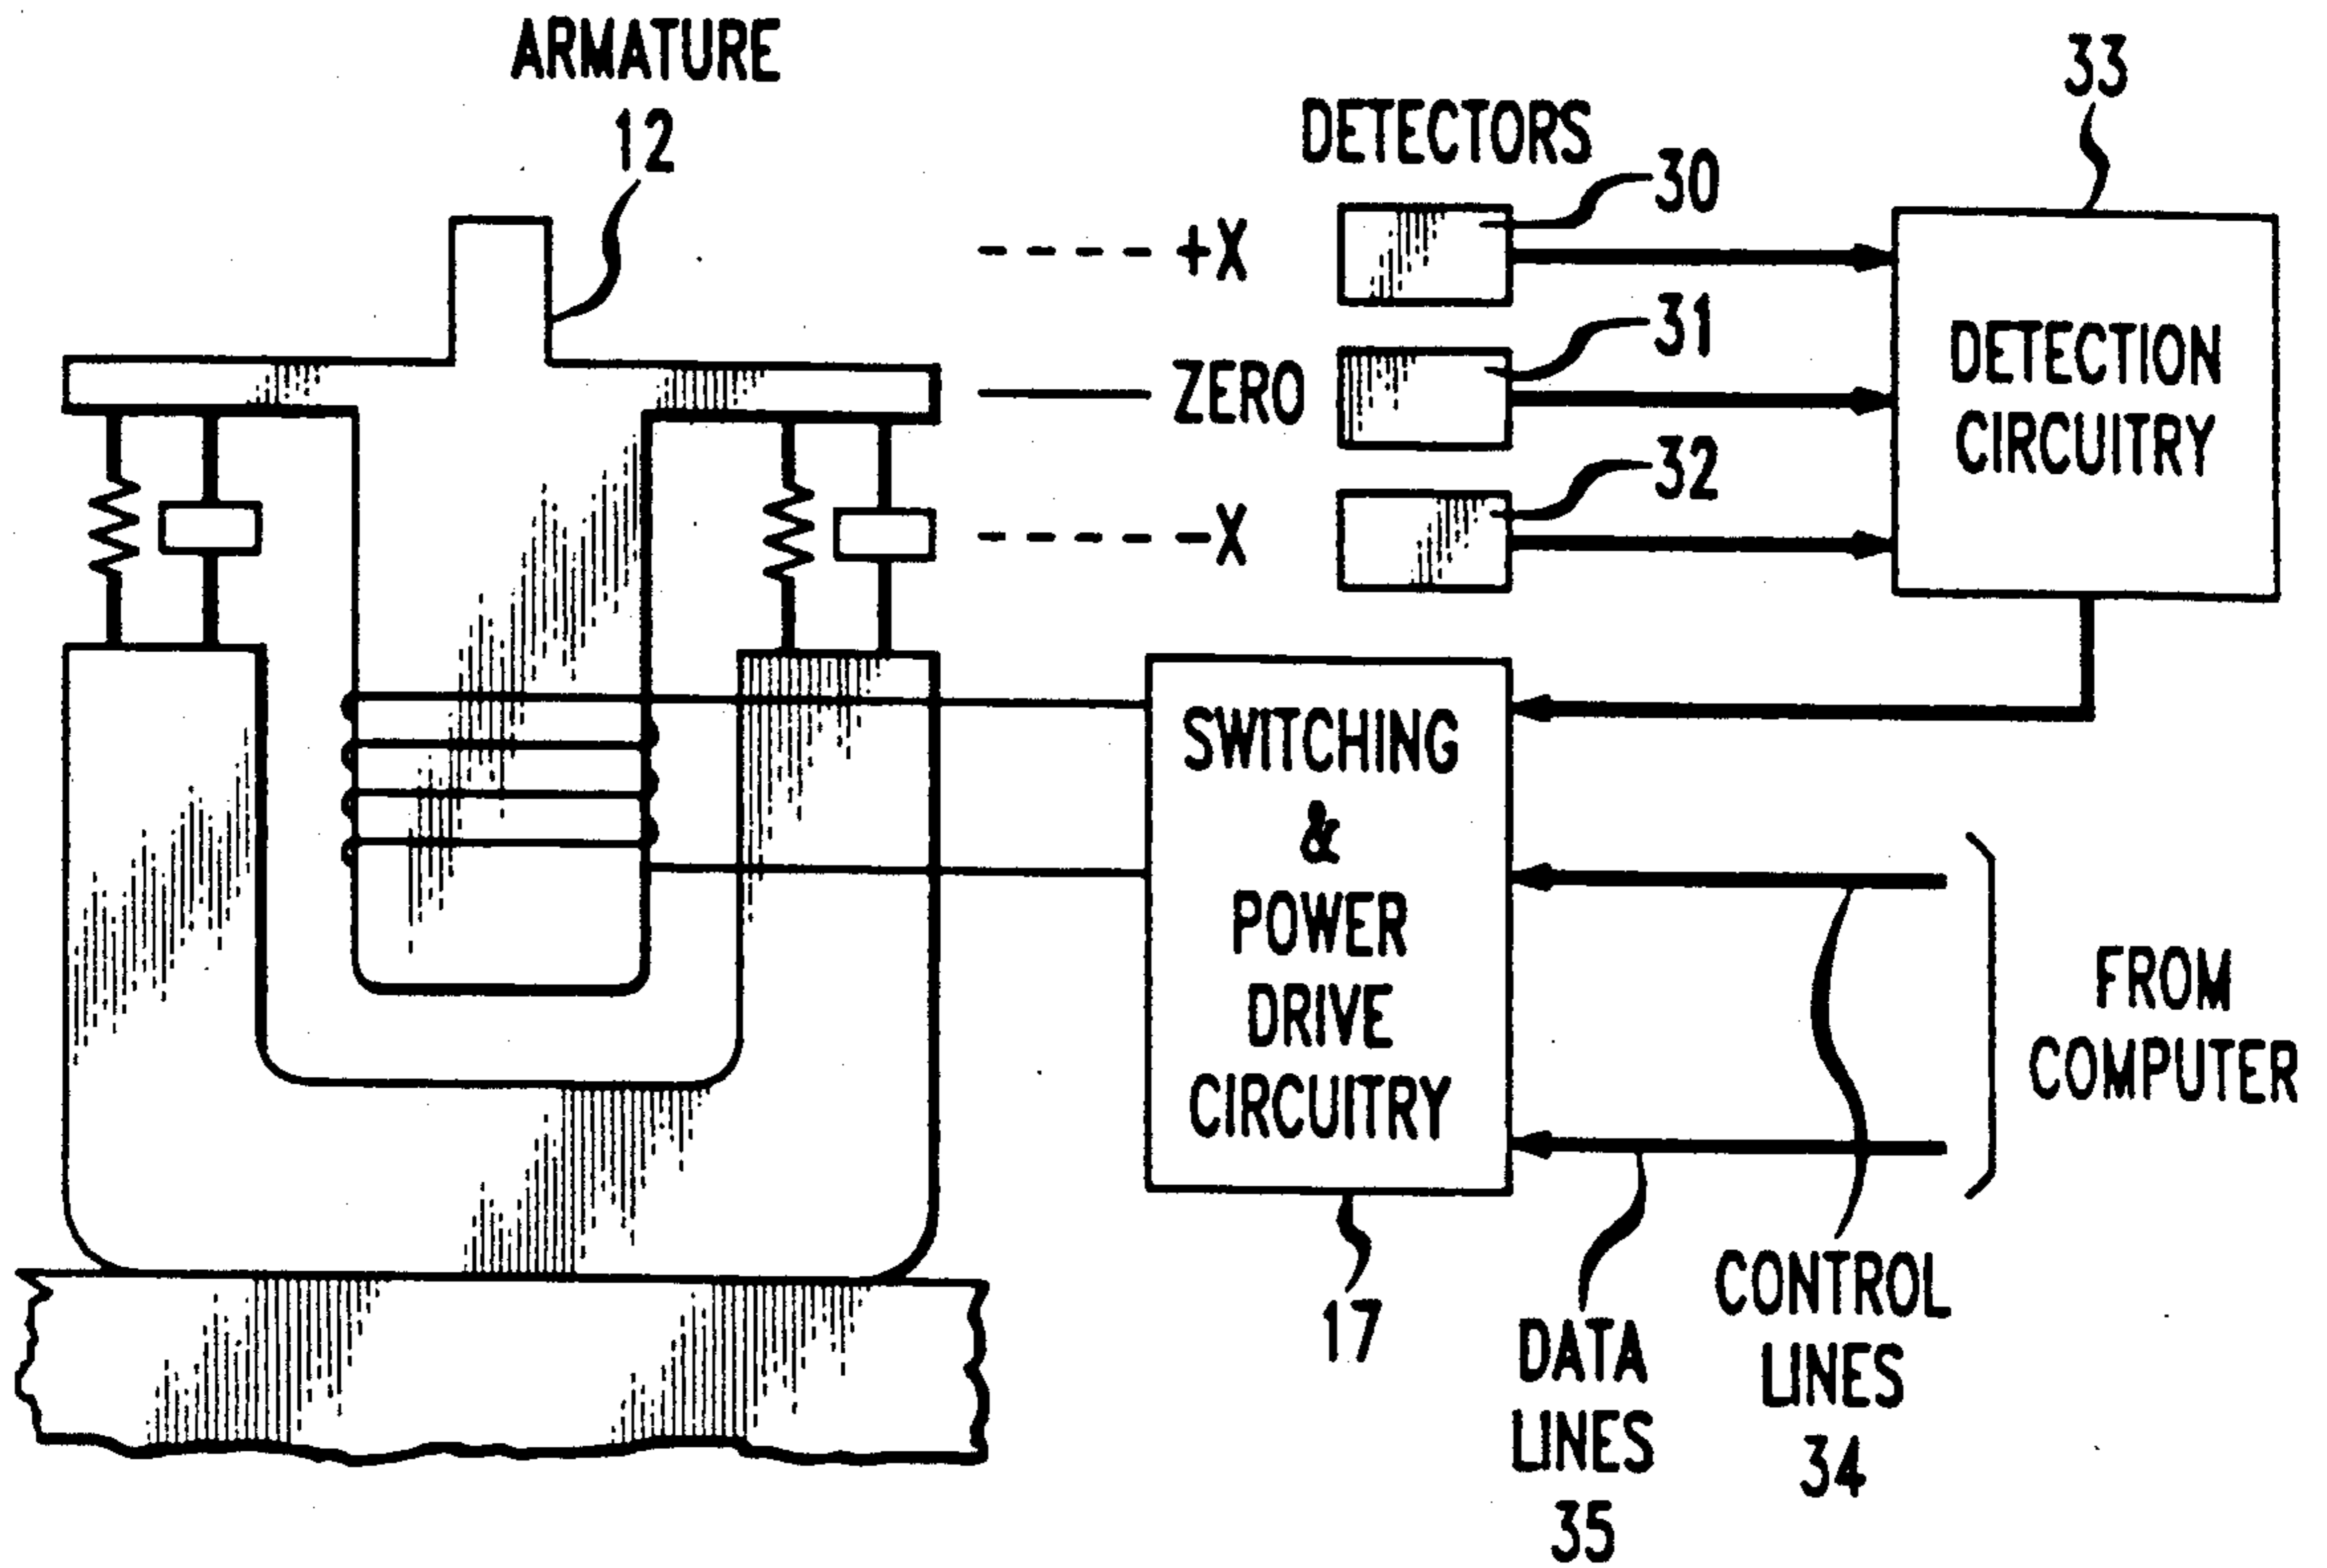 ARMATURE
12
DETECTORS
30
33
+X
31
ZERO
32
-X
DETECTION
CIRCUITRY
SWITCHING
&
POWER
DRIVE
CIRCUITRY
17
FROM
COMPUTER
CONTROL
LINES
34
DATA
LINES
35